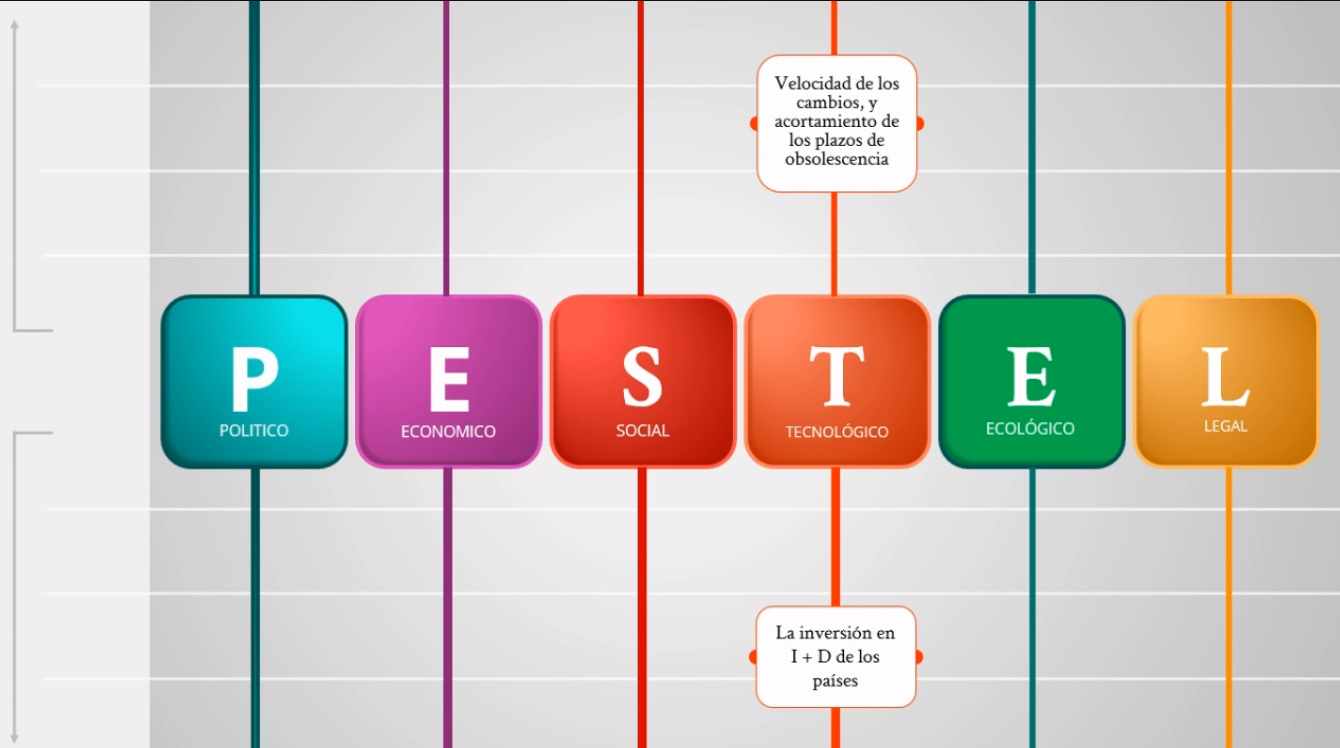 Velocidad de los
cambios, y
acortamiento de
los plazos de
obsolescencia
P
POLITICO
E
ECONOMICO
S
SOCIAL
T
TECNOLÓGICO
E
ECOLÓGICO
L
LEGAL
La inversión en
I + D de los
países